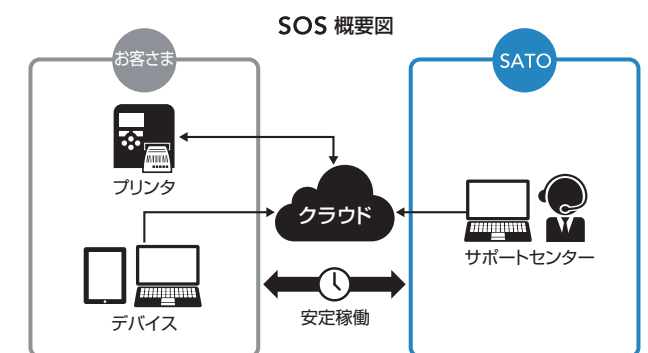 SOS 概要図
お客さま
SATO
プリンタ
クラウド
サポートセンター
デバイス
安定稼働